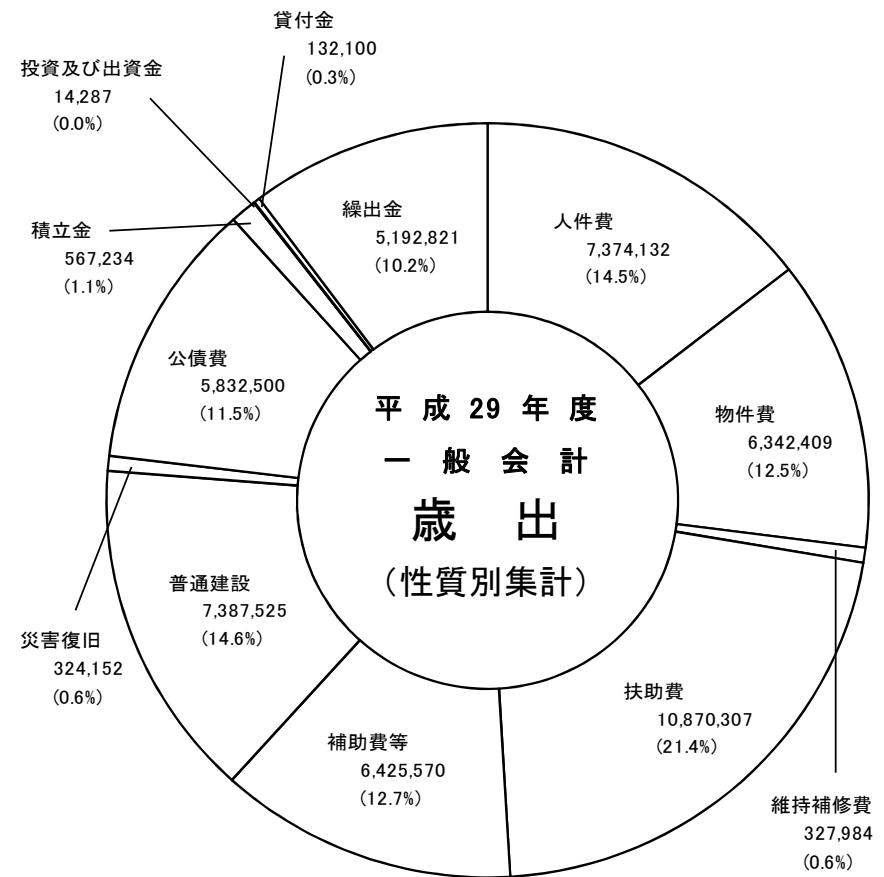 貸付金
132,100
(0.3%)
投資及び出資金
14,287
(0.0%)
積立金
567,234
(1.1%)
繰出金
5,192,821
(10.2%)
人件費
7,374,132
(14.5%)
公債費
5,832,500
(11.5%)
物件費
6,342,409
(12.5%)
平成29年度
一般会計
歳出
(性質別集計)
普通建設
7,387,525
(14.6%)
災害復旧
324,152
(0.6%)
扶助費
10,870,307
(21.4%)
補助費等
6,425,570
(12.7%)
維持補修費
327,984
(0.6%)